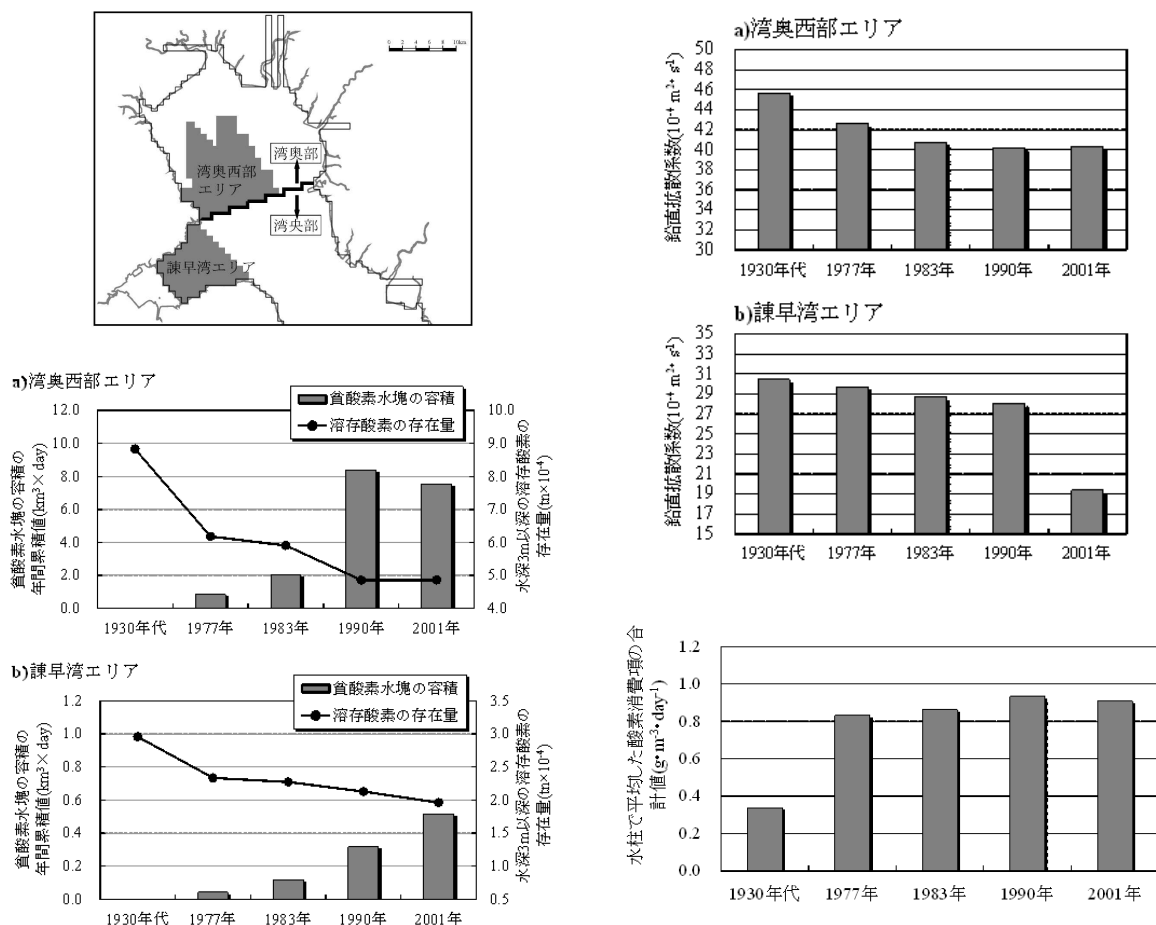 0 2 4 6 8 10km
湾奥部
湾奥西部
エリア
湾央部
諫早湾エリア
a)湾奥西部エリア
貧酸素水塊の容積
溶存酸素の存在量
貧酸素水塊の容積の
年間累積値(km³×day)
12.0
10.0
8.0
6.0
4.0
2.0
0.0
水深3m以深の溶存酸素の
存在量(tn×10⁻⁴)
10.0
9.0
8.0
7.0
6.0
5.0
4.0
1930年代 1977年 1983年 1990年 2001年
b)諫早湾エリア
貧酸素水塊の容積
溶存酸素の存在量
貧酸素水塊の容積の
年間累積値(km³×day)
1.2
1.0
0.8
0.6
0.4
0.2
0.0
水深3m以深の溶存酸素の
存在量(tn×10⁻⁴)
3.5
3.0
2.5
2.0
1.5
1.0
0.5
1930年代 1977年 1983年 1990年 2001年
a)湾奥西部エリア
鉛直拡散係数(10⁻⁴ m²・s⁻¹)
50
48
46
44
42
40
38
36
34
32
30
1930年代 1977年 1983年 1990年 2001年
b)諫早湾エリア
鉛直拡散係数(10⁻⁴ m²・s⁻¹)
35
33
31
29
27
25
23
21
19
17
15
1930年代 1977年 1983年 1990年 2001年
水柱で平均した酸素消費項の合
計値(g・m⁻³・day⁻¹)
1.2
1.0
0.8
0.6
0.4
0.2
0.0
1930年代 1977年 1983年 1990年 2001年